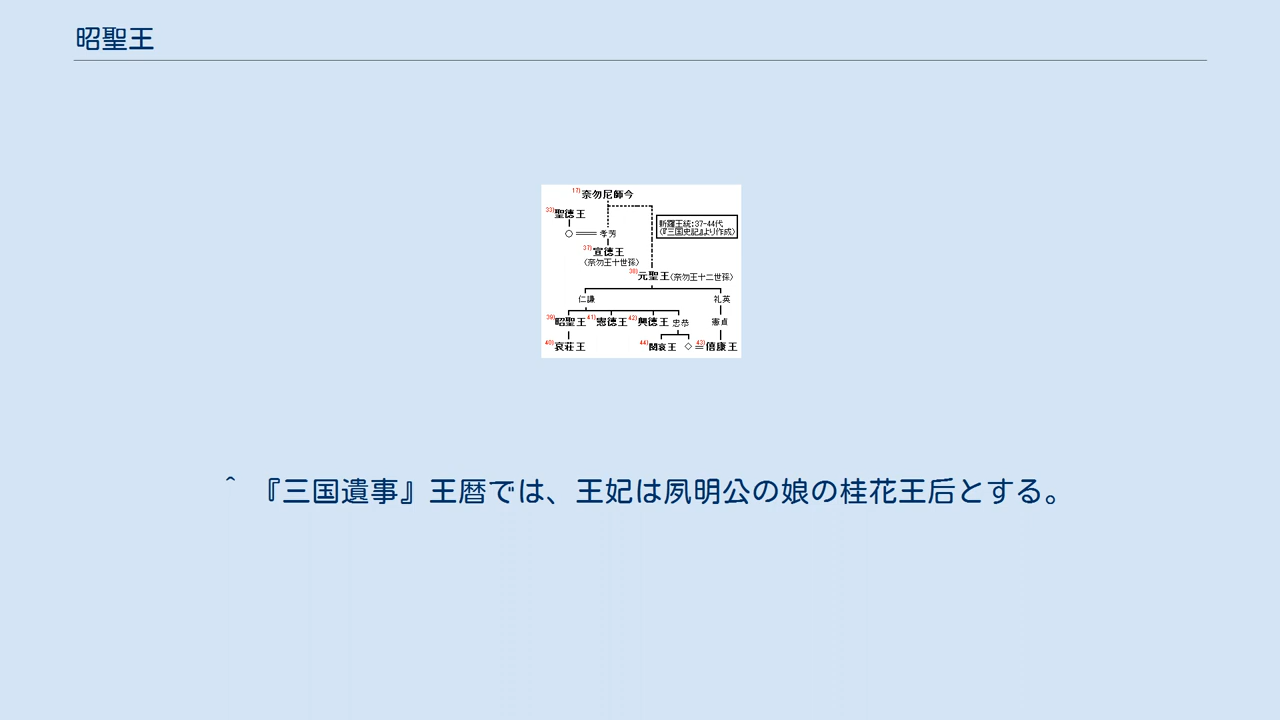 昭聖王
17)奈勿尼師今
33)聖徳王
新羅王統:37-44代
(『三国史記』より作成)
孝芳
37)宣徳王
(奈勿王十世孫)
38)元聖王(奈勿王十二世孫)
仁謙 礼英
39)昭聖王 41)憲徳王 42)興徳王 忠恭 憲貞
40)哀荘王 44)閔哀王 43)僖康王
^ 『三国遺事』王暦では、王妃は夙明公の娘の桂花王后とする。